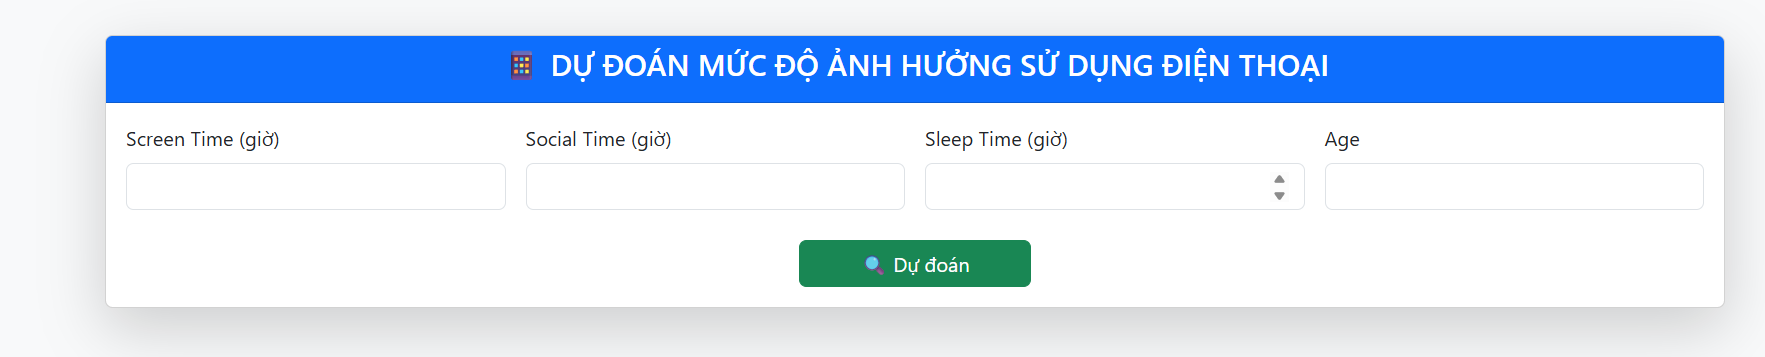 DỰ ĐOÁN MỨC ĐỘ ẢNH HƯỞNG SỬ DỤNG ĐIỆN THOẠI
Screen Time (giờ)
Social Time (giờ)
Sleep Time (giờ)
Age
Dự đoán